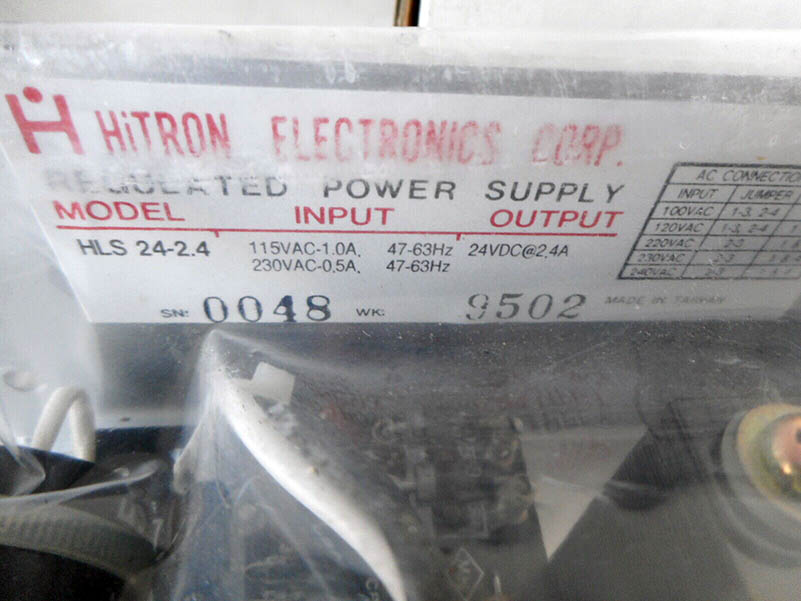 HiTRON ELECTRONICS CORP.
REGULATED POWER SUPPLY
MODEL INPUT OUTPUT
HLS 24-2.4 115VAC-1.0A, 47-63Hz 24VDC@2.4A
230VAC-0.5A, 47-63Hz
SN: 0048 WK: 9502 MADE IN TAIWAN
AC CONNECTIO
INPUT JUMPER
100VAC 1-3, 2-4
120VAC 1-3, 2-4
220VAC 2-3
230VAC 2-3
240VAC 2-3